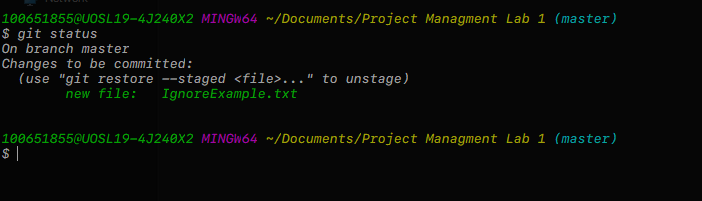 Network
100651855@UOSL19-4J240X2 MINGW64 ~/Documents/Project Managment Lab 1 (master)
$ git status
On branch master
Changes to be committed:
  (use "git restore --staged <file>..." to unstage)
        new file:   IgnoreExample.txt

100651855@UOSL19-4J240X2 MINGW64 ~/Documents/Project Managment Lab 1 (master)
$